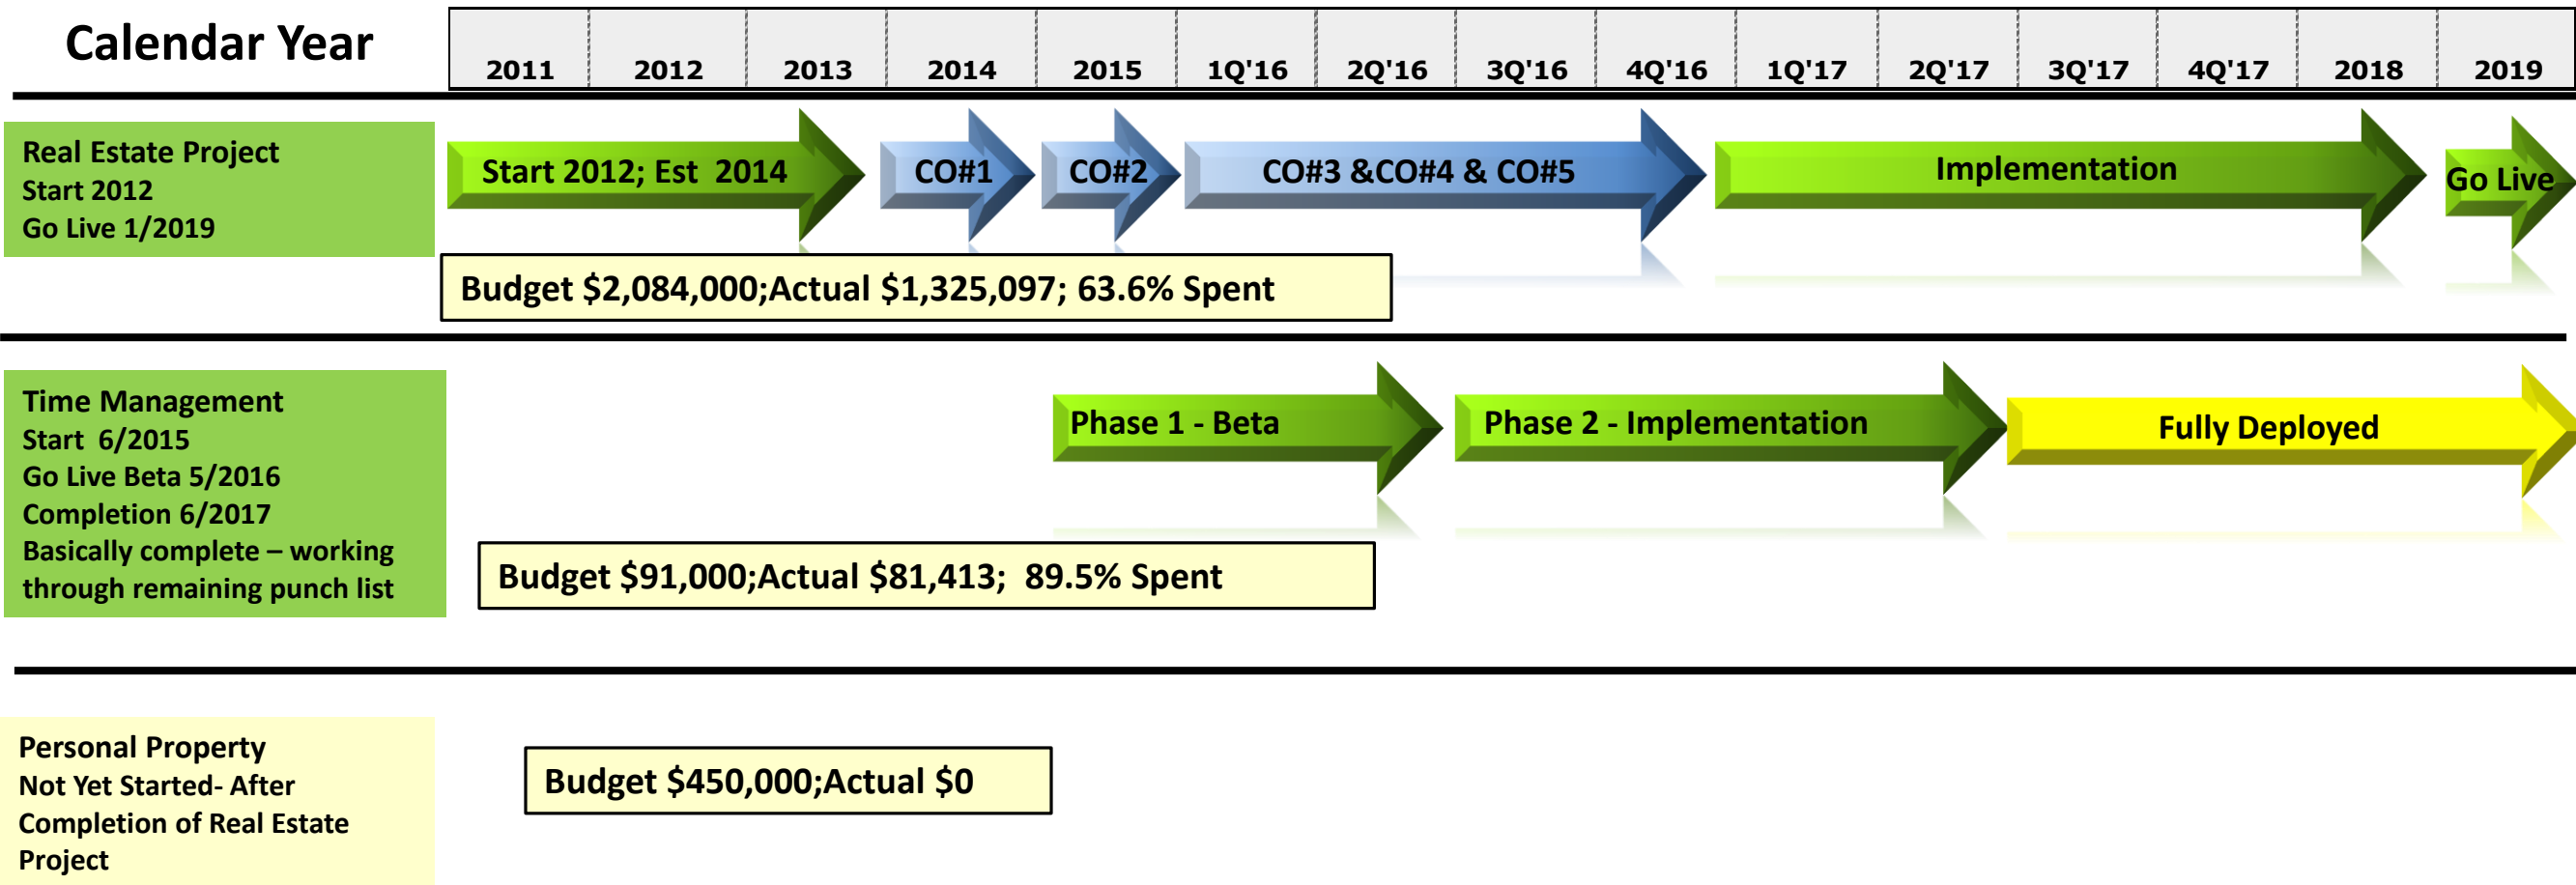 Calendar Year
2011 2012 2013 2014 2015 1Q'16 2Q'16 3Q'16 4Q'16 1Q'17 2Q'17 3Q'17 4Q'17 2018 2019
Real Estate Project
Start 2012
Go Live 1/2019
Start 2012; Est 2014
CO#1
CO#2
CO#3 &CO#4 & CO#5
Implementation
Go Live
Budget $2,084,000;Actual $1,325,097; 63.6% Spent
Time Management
Start 6/2015
Go Live Beta 5/2016
Completion 6/2017
Basically complete – working
through remaining punch list
Phase 1 - Beta
Phase 2 - Implementation
Fully Deployed
Budget $91,000;Actual $81,413; 89.5% Spent
Personal Property
Not Yet Started- After
Completion of Real Estate
Project
Budget $450,000;Actual $0